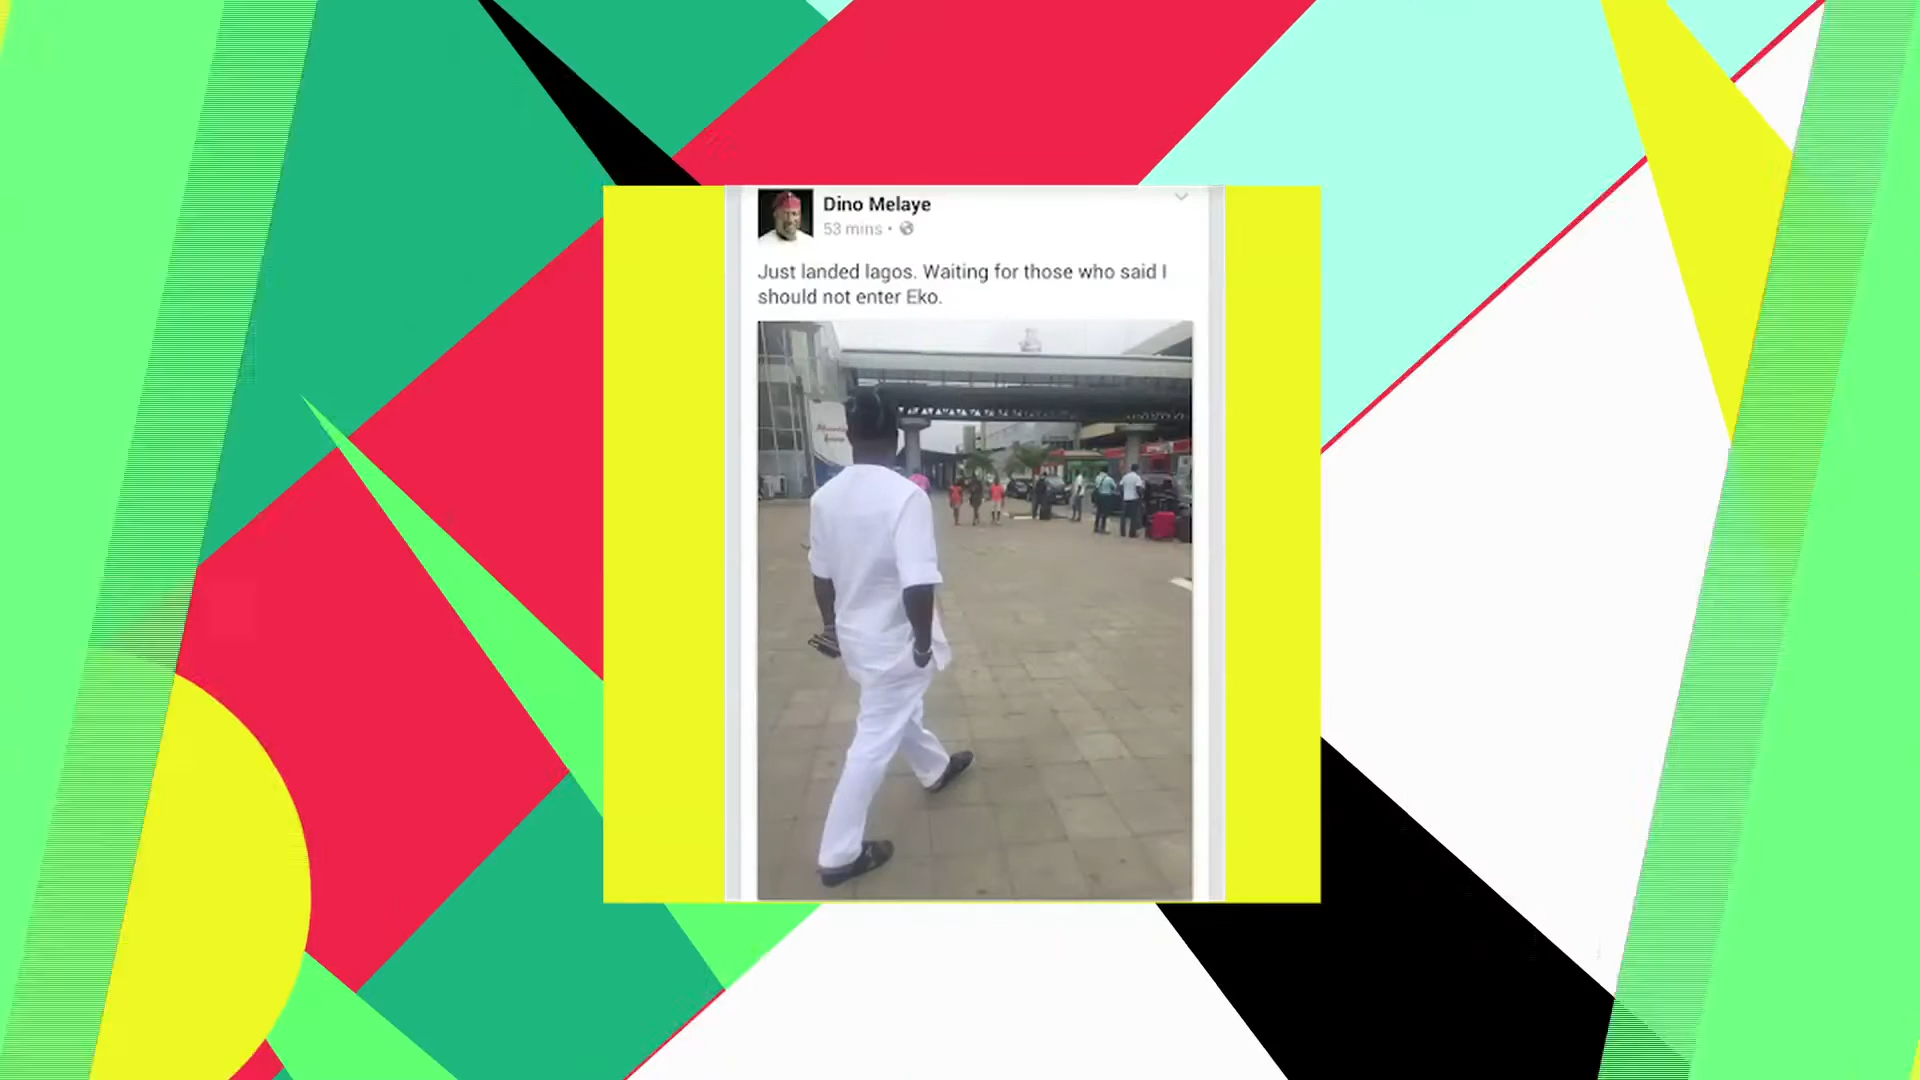 Dino Melaye
53 mins •
Just landed lagos. Waiting for those who said I
should not enter Eko.